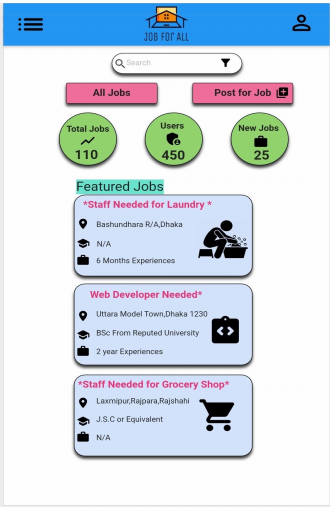 JOB FOr ALL
Search
All Jobs
Post for Job
Total Jobs
110
Users
450
New Jobs
25
Featured Jobs
*Staff Needed for Laundry *
Bashundhara R/A,Dhaka
N/A
6 Months Experiences
Web Developer Needed*
Uttara Model Town,Dhaka 1230
BSc From Reputed University
2 year Experiences
*Staff Needed for Grocery Shop*
Laxmipur,Rajpara,Rajshahi
J.S.C or Equivalent
N/A